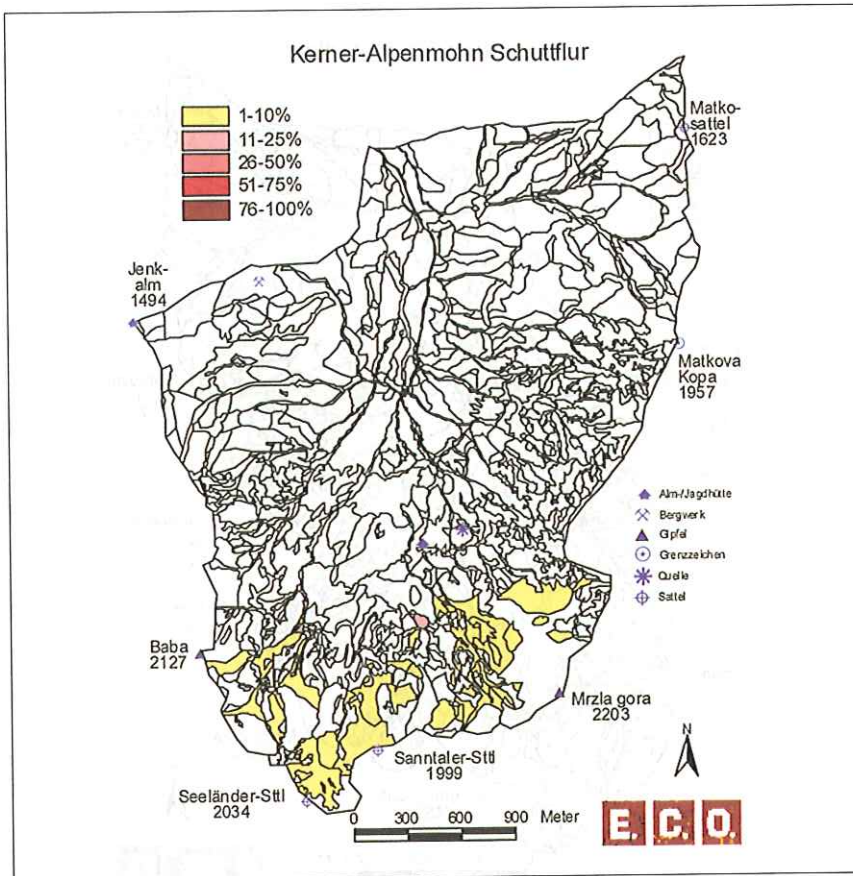 Kerner-Alpenmohn Schuttflur
1-10%
11-25%
26-50%
51-75%
76-100%
Matko-
sattel
1623
Jenk-
alm
1494
Matkova
Kopa
1957
Alm-/Jagdhütte
Bergwerk
Gipfel
Grenzzeichen
Quelle
Sattel
Baba
2127
Mrzla gora
2203
Sanntaler-Sttl
1999
Seeländer-Sttl
2034
N
0 300 600 900 Meter
E. C. O.